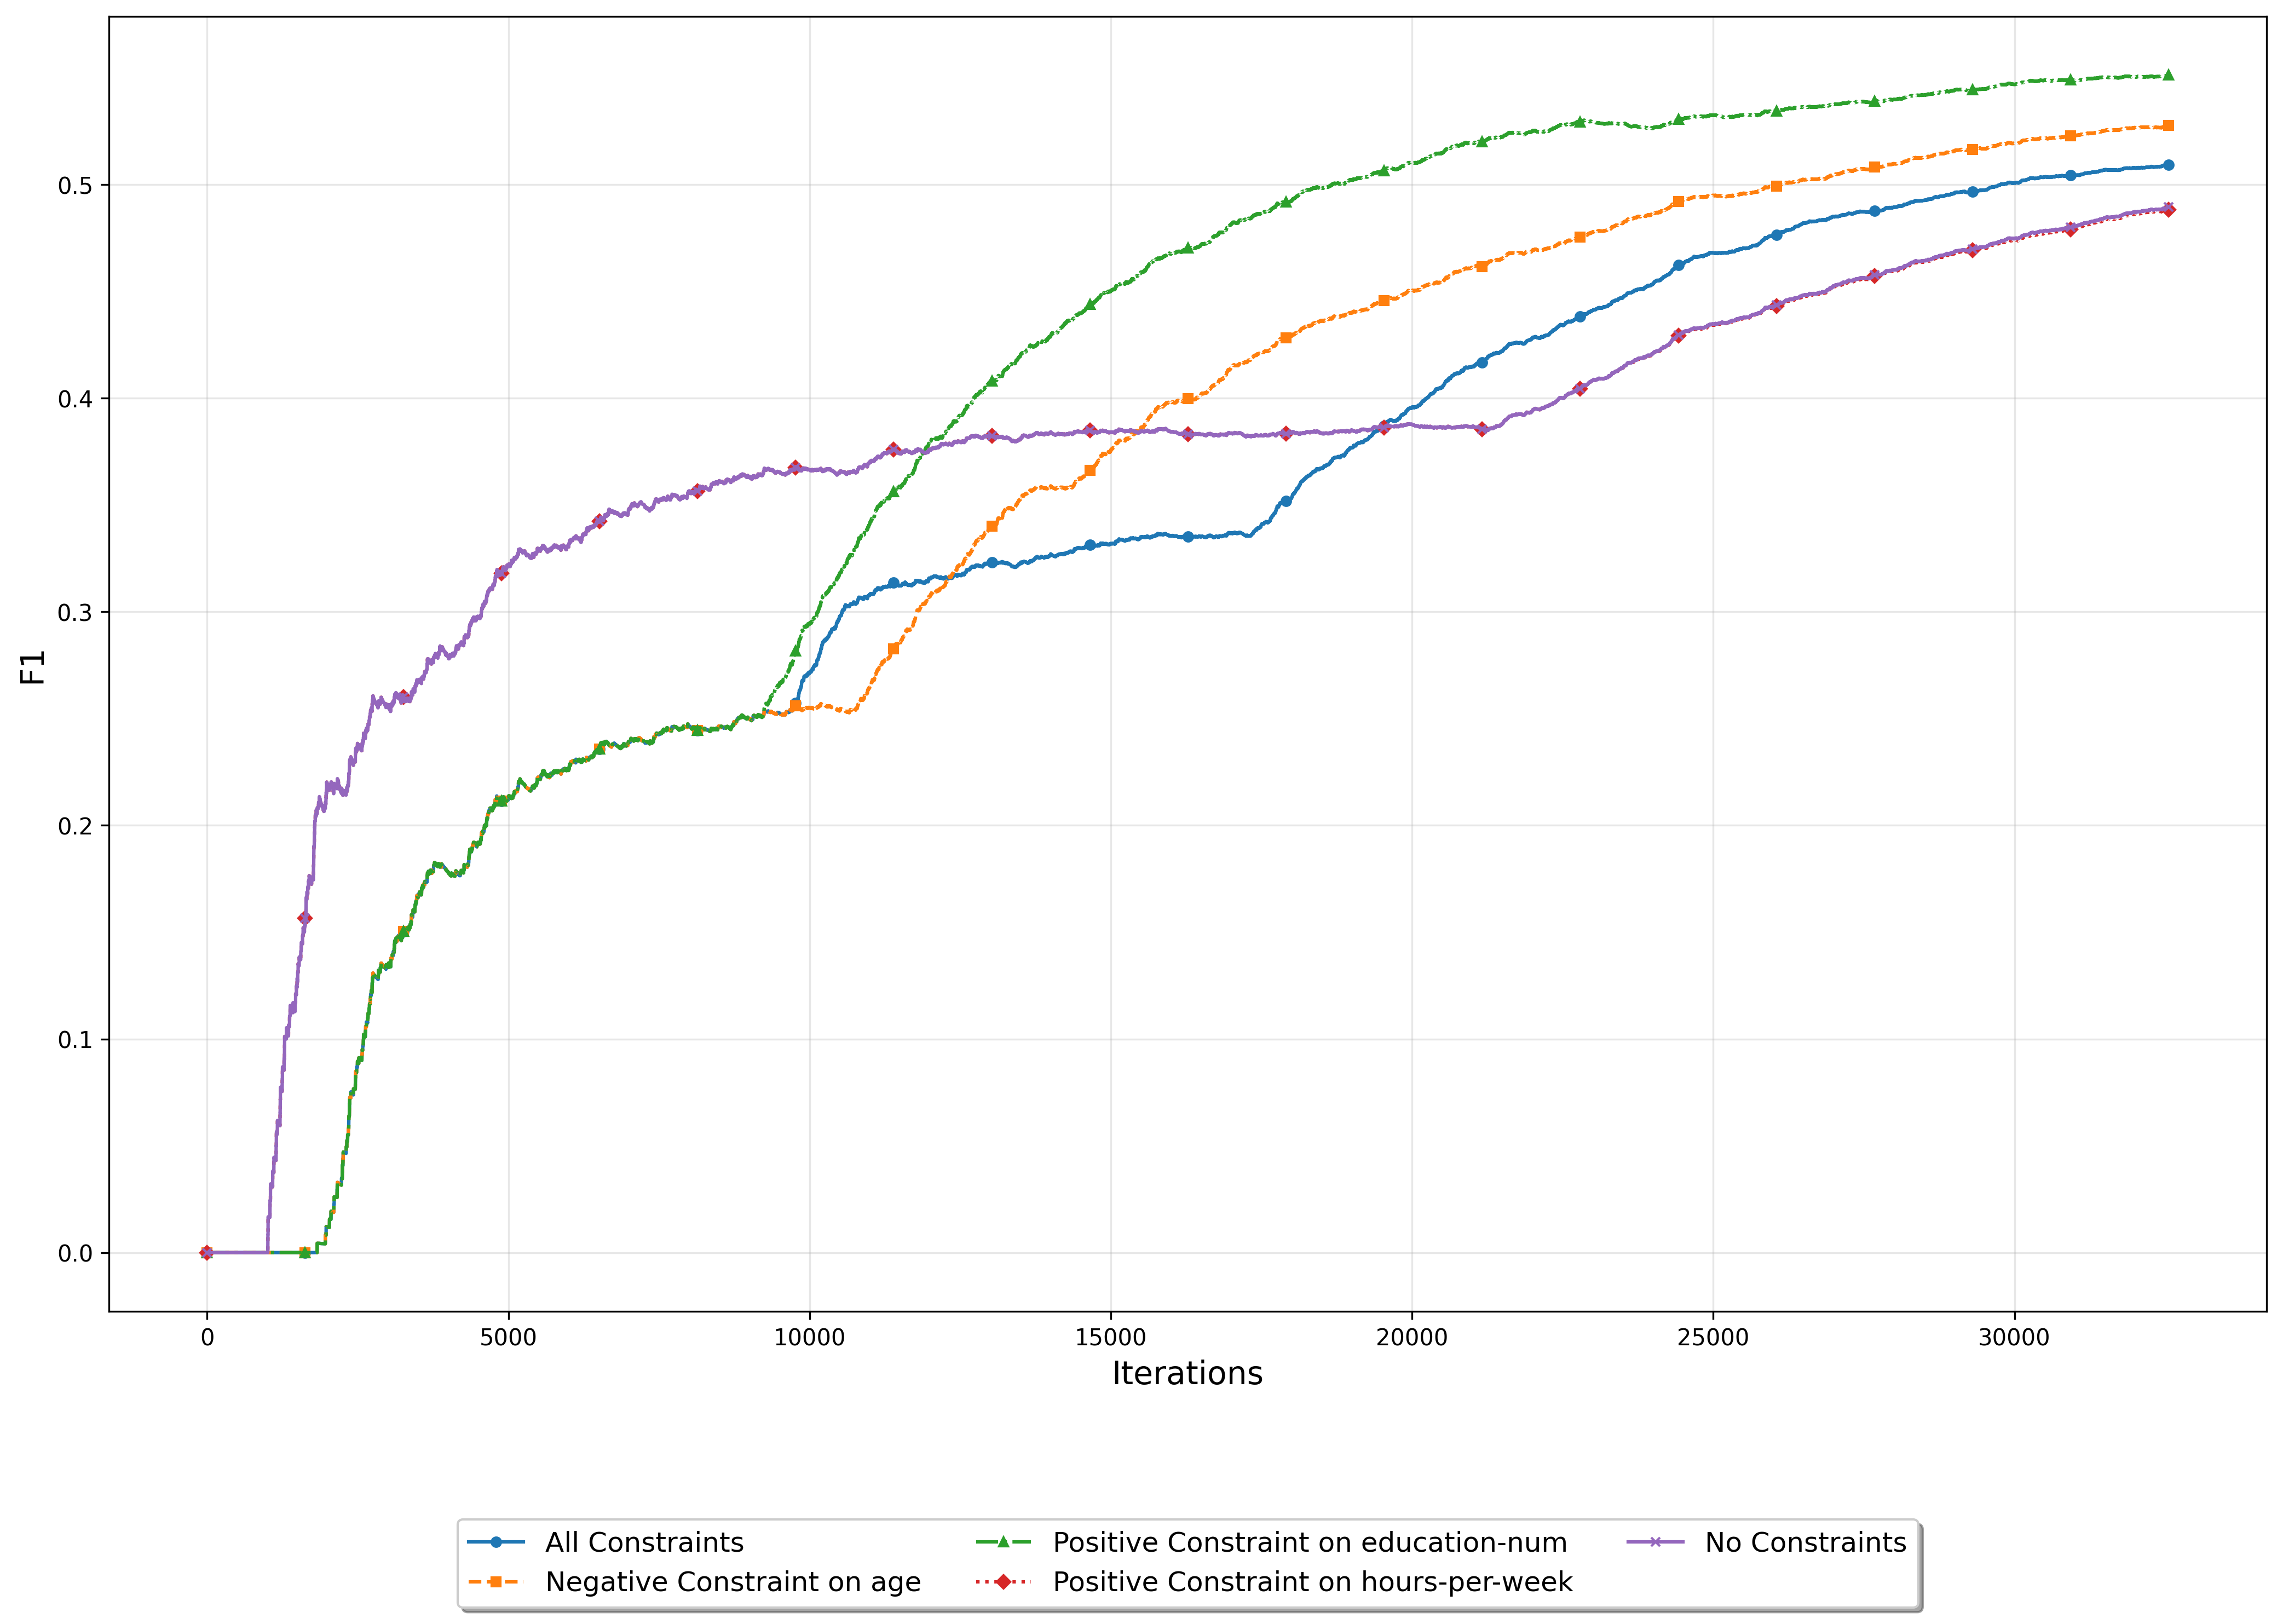 F1
0.5
0.4
0.3
0.2
0.1
0.0
0 5000 10000 15000 20000 25000 30000
Iterations
All Constraints
Negative Constraint on age
Positive Constraint on education-num
Positive Constraint on hours-per-week
No Constraints